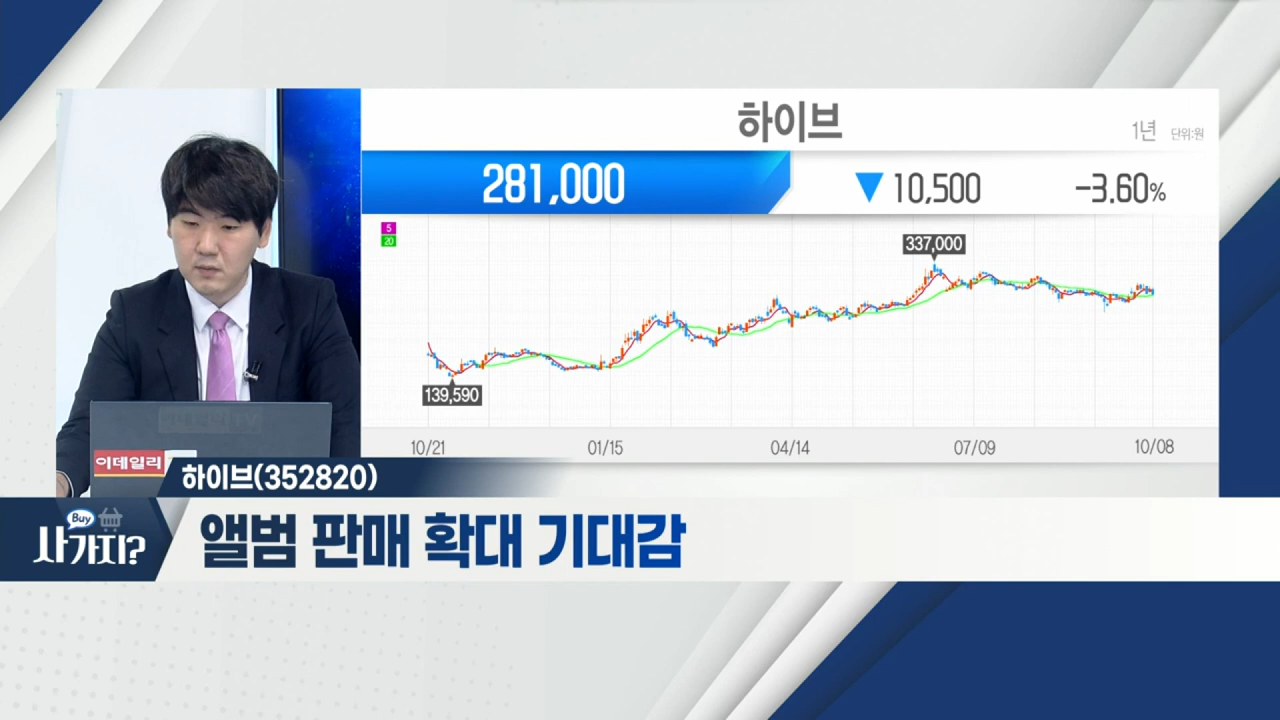 하이브
1년 단위:원
281,000 ▼ 10,500 -3.60%
5
20
337,000
139,590
10/21 01/15 04/14 07/09 10/08
이데일리
하이브(352820)
Buy
사가지?
앨범 판매 확대 기대감